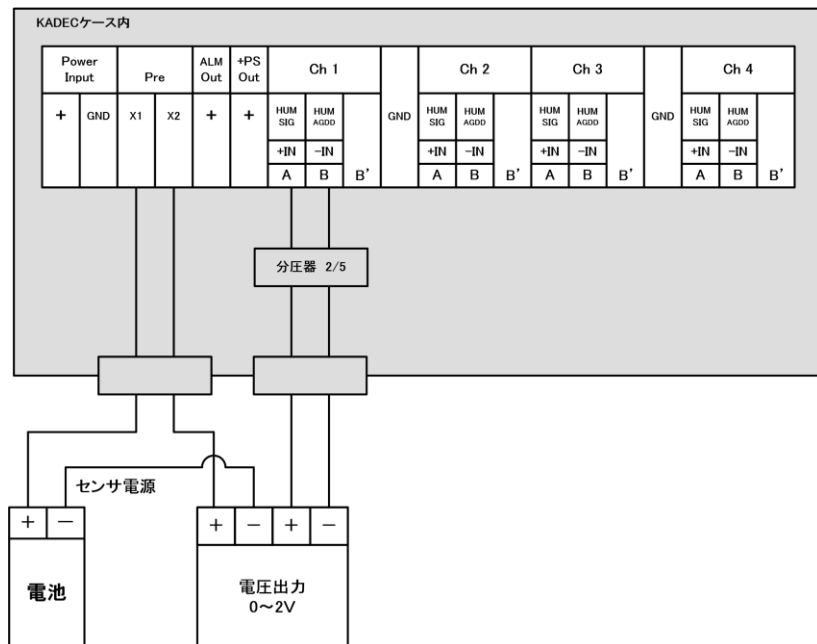 KADECケース内
Power Input
Pre
ALM Out
+PS Out
Ch 1
GND
Ch 2
Ch 3
GND
Ch 4
+
GND
X1
X2
+
+
HUM SIG
HUM AGDD
+IN
−IN
A
B
B'
HUM SIG
HUM AGDD
+IN
−IN
A
B
B'
HUM SIG
HUM AGDD
+IN
−IN
A
B
B'
HUM SIG
HUM AGDD
+IN
−IN
A
B
B'
分圧器 2/5
センサ電源
+ −
+ − + −
電池
電圧出力
0～2V